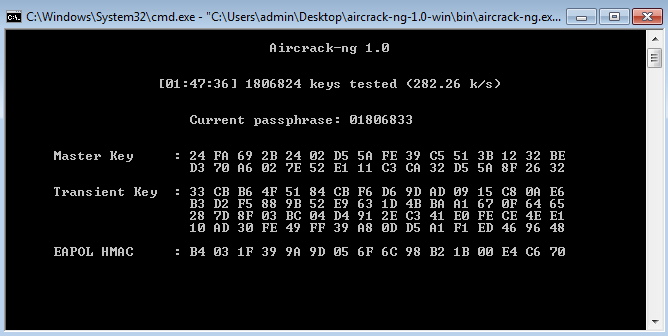 C:\Windows\System32\cmd.exe - "C:\Users\admin\Desktop\aircrack-ng-1.0-win\bin\aircrack-ng.ex...
Aircrack-ng 1.0
[01:47:36] 1806824 keys tested (282.26 k/s)
Current passphrase: 01806833
Master Key : 24 FA 69 2B 24 02 D5 5A FE 39 C5 51 3B 12 32 BE
D3 70 A6 02 7E 52 E1 11 C3 CA 32 D5 5A 8F 26 32
Transient Key : 33 CB B6 4F 51 84 CB F6 D6 9D AD 09 15 C8 0A E6
B3 D2 F5 88 9B 52 E9 63 1D 4B BA A1 67 0F 64 65
28 7D 8F 03 BC 04 D4 91 2E C3 41 E0 FE CE 4E E1
10 AD 30 FE 49 FF 39 A8 0D D5 A1 F1 ED 46 96 48
EAPOL HMAC : B4 03 1F 39 9A 9D 05 6F 6C 98 B2 1B 00 E4 C6 70